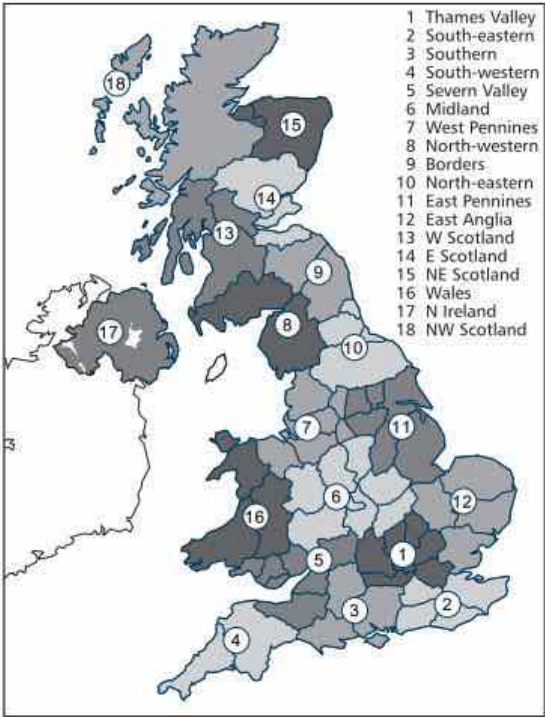 1 Thames Valley
2 South-eastern
3 Southern
4 South-western
5 Severn Valley
6 Midland
7 West Pennines
8 North-western
9 Borders
10 North-eastern
11 East Pennines
12 East Anglia
13 W Scotland
14 E Scotland
15 NE Scotland
16 Wales
17 N Ireland
18 NW Scotland
18
15
14
13
9
8
17
10
7
11
6
12
16
1
5
2
3
4